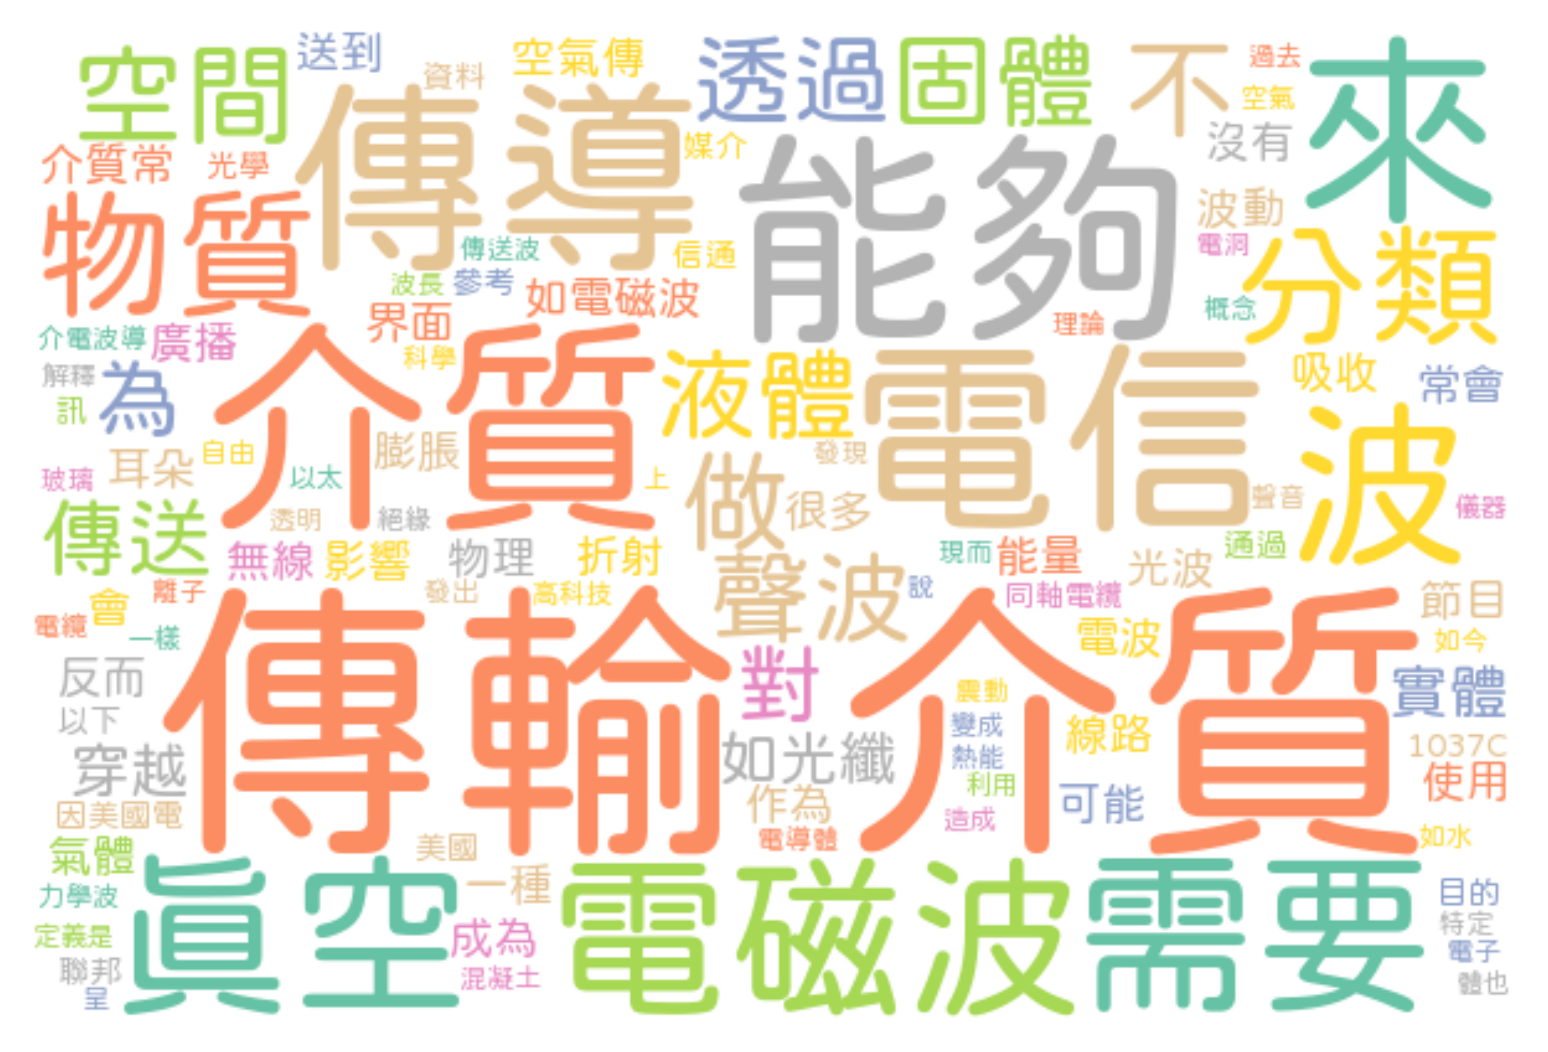 空間
送到
資料
空氣傳
透過
固體
不
過去
空氣
來
沒有
介質常
光學
傳導
媒介
能夠
物質
波動
電洞
分類
傳送波
信通
波長
參考
如電磁波
概念
理論
界面
介電波導
廣播
科學
介質
液體
電信
吸收
常會
解釋
為
訊
波
耳朵
自由
膨脹
發現
玻璃
以太
上
做
很多
聲音
儀器
傳送
透明
絕緣
無線
影響
物理
折射
現而
能量
光波
通過
離子
會
發出
高科技
聲波
說
同軸電纜
節目
電纜
一樣
電波
如今
傳輸介質
反而
對
震動
實體
以下
變成
線路
穿越
如光纖
熱能
1037C
利用
使用
因美國電
作為
可能
造成
電導體
如水
氣體
美國
真空
一種
電磁波
需要
力學波
目的
定義是
成為
特定
聯邦
混凝土
電子
呈
體也